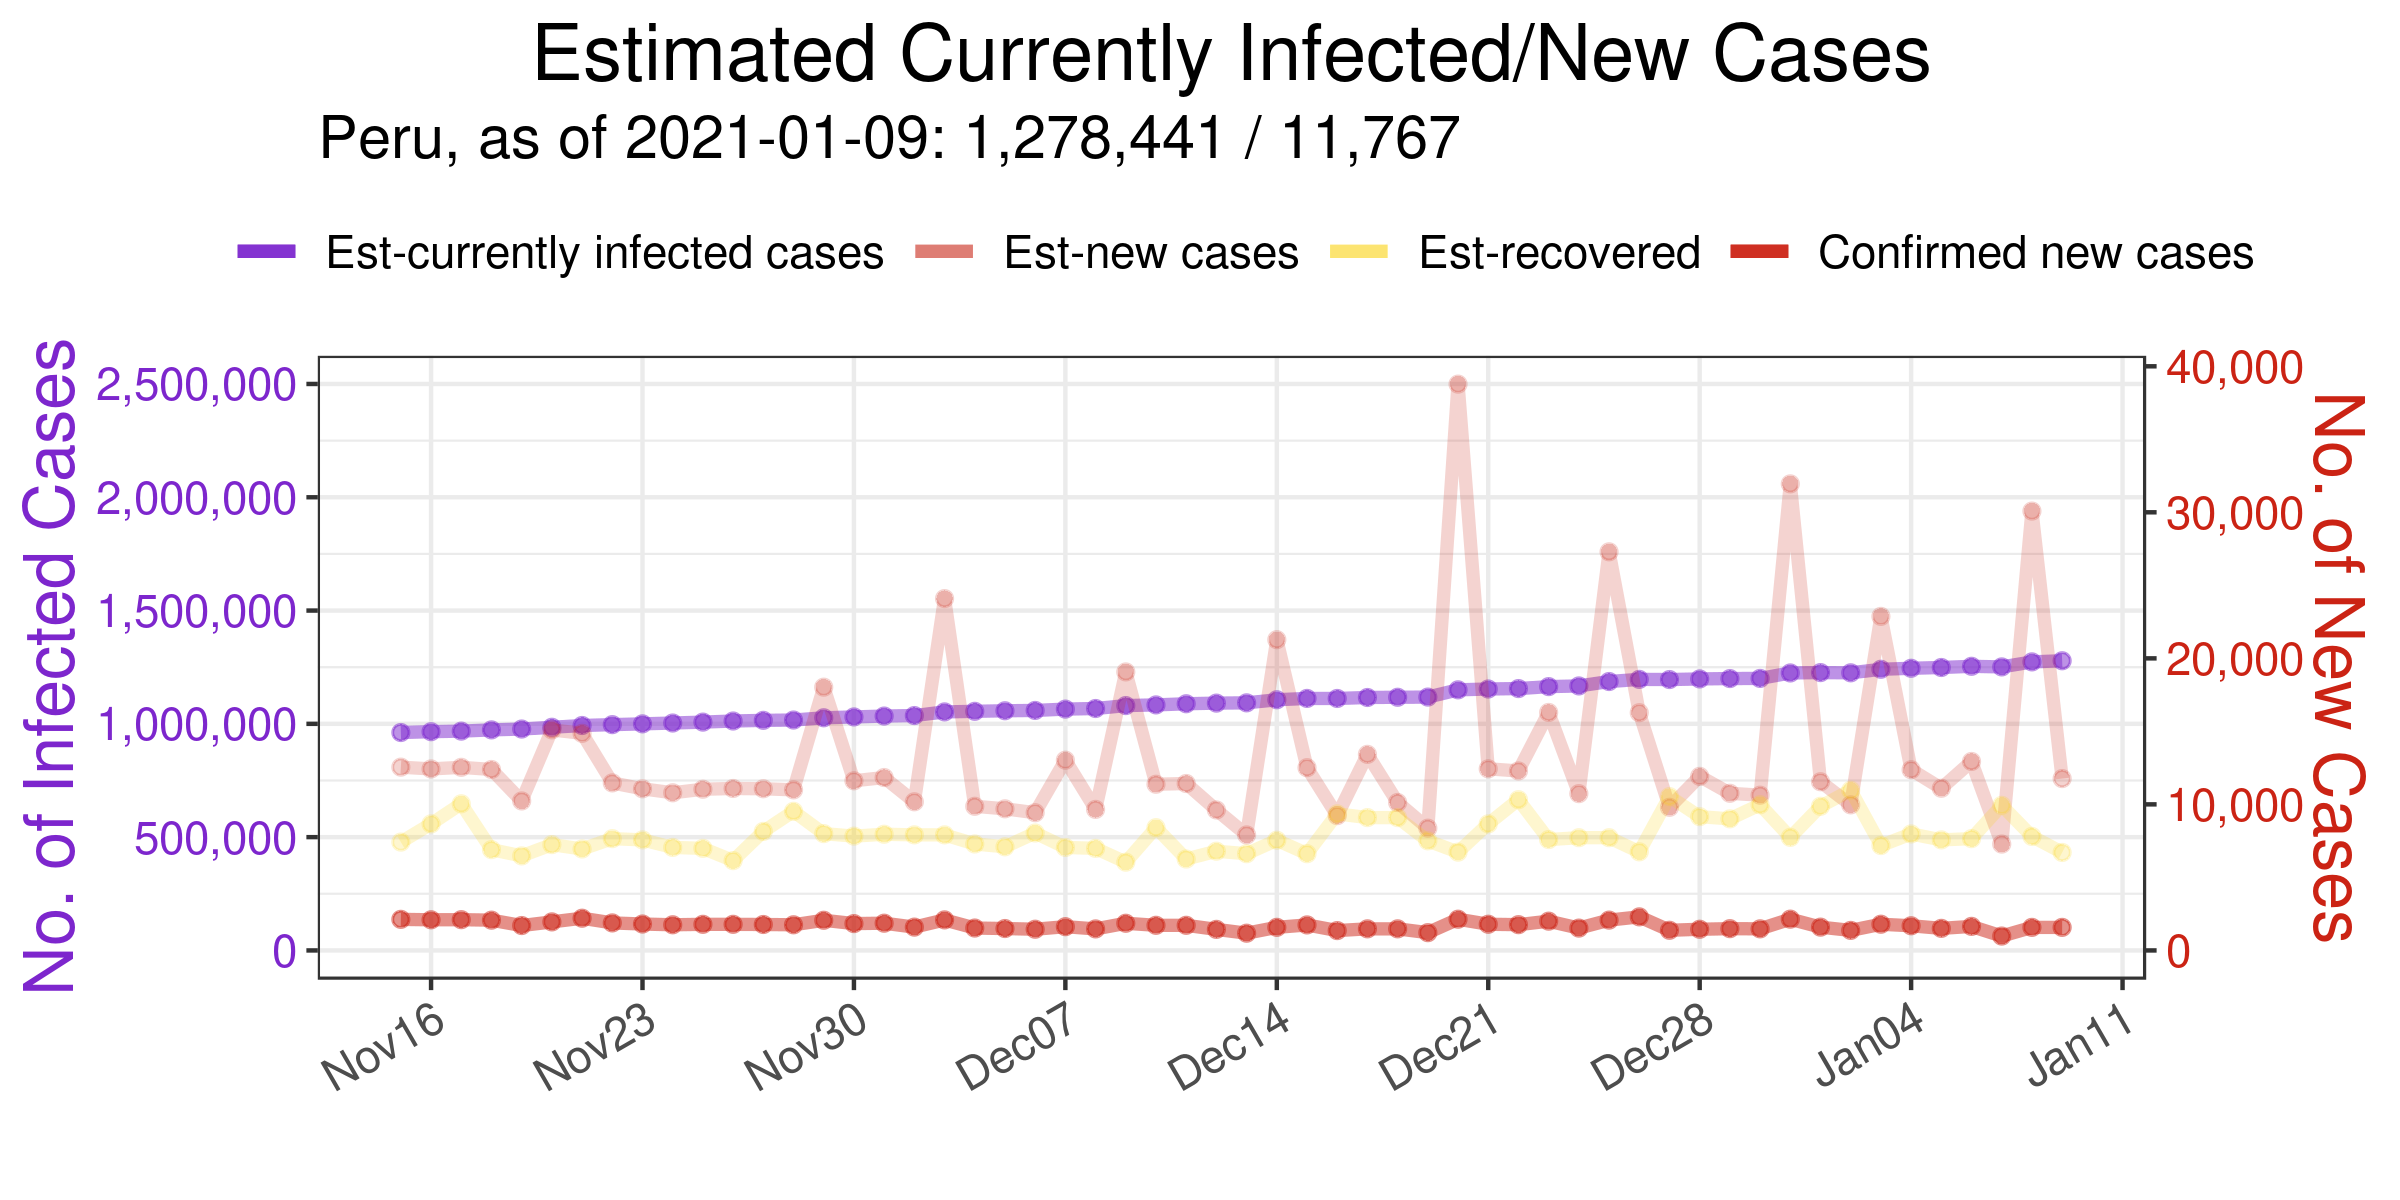 Estimated Currently Infected/New Cases
Peru, as of 2021-01-09: 1,278,441 / 11,767
Est-currently infected cases Est-new cases Est-recovered Confirmed new cases
No. of Infected Cases
2,500,000
2,000,000
1,500,000
1,000,000
500,000
0
40,000
30,000
20,000
10,000
0
No. of New Cases
Nov16 Nov23 Nov30 Dec07 Dec14 Dec21 Dec28 Jan04 Jan11